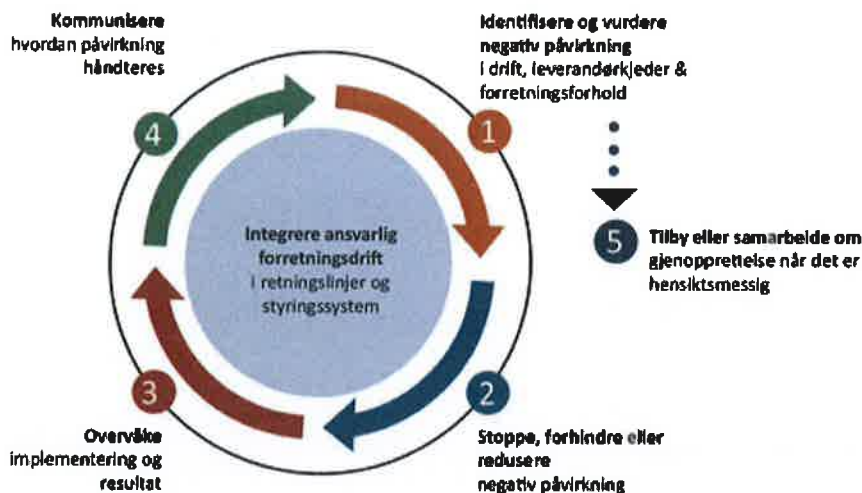 Kommunisere
hvordan påvirkning
håndteres
Identifisere og vurdere
negativ påvirkning
i drift, leverandørkjeder &
forretningsforhold
4
1
Integrere ansvarlig
forretningsdrift
i retningslinjer og
styringssystem
5
Tilby eller samarbeide om
gjenopprettelse når det er
hensiktsmessig
3
2
Overvåke
implementering og
resultat
Stoppe, forhindre eller
redusere
negativ påvirkning